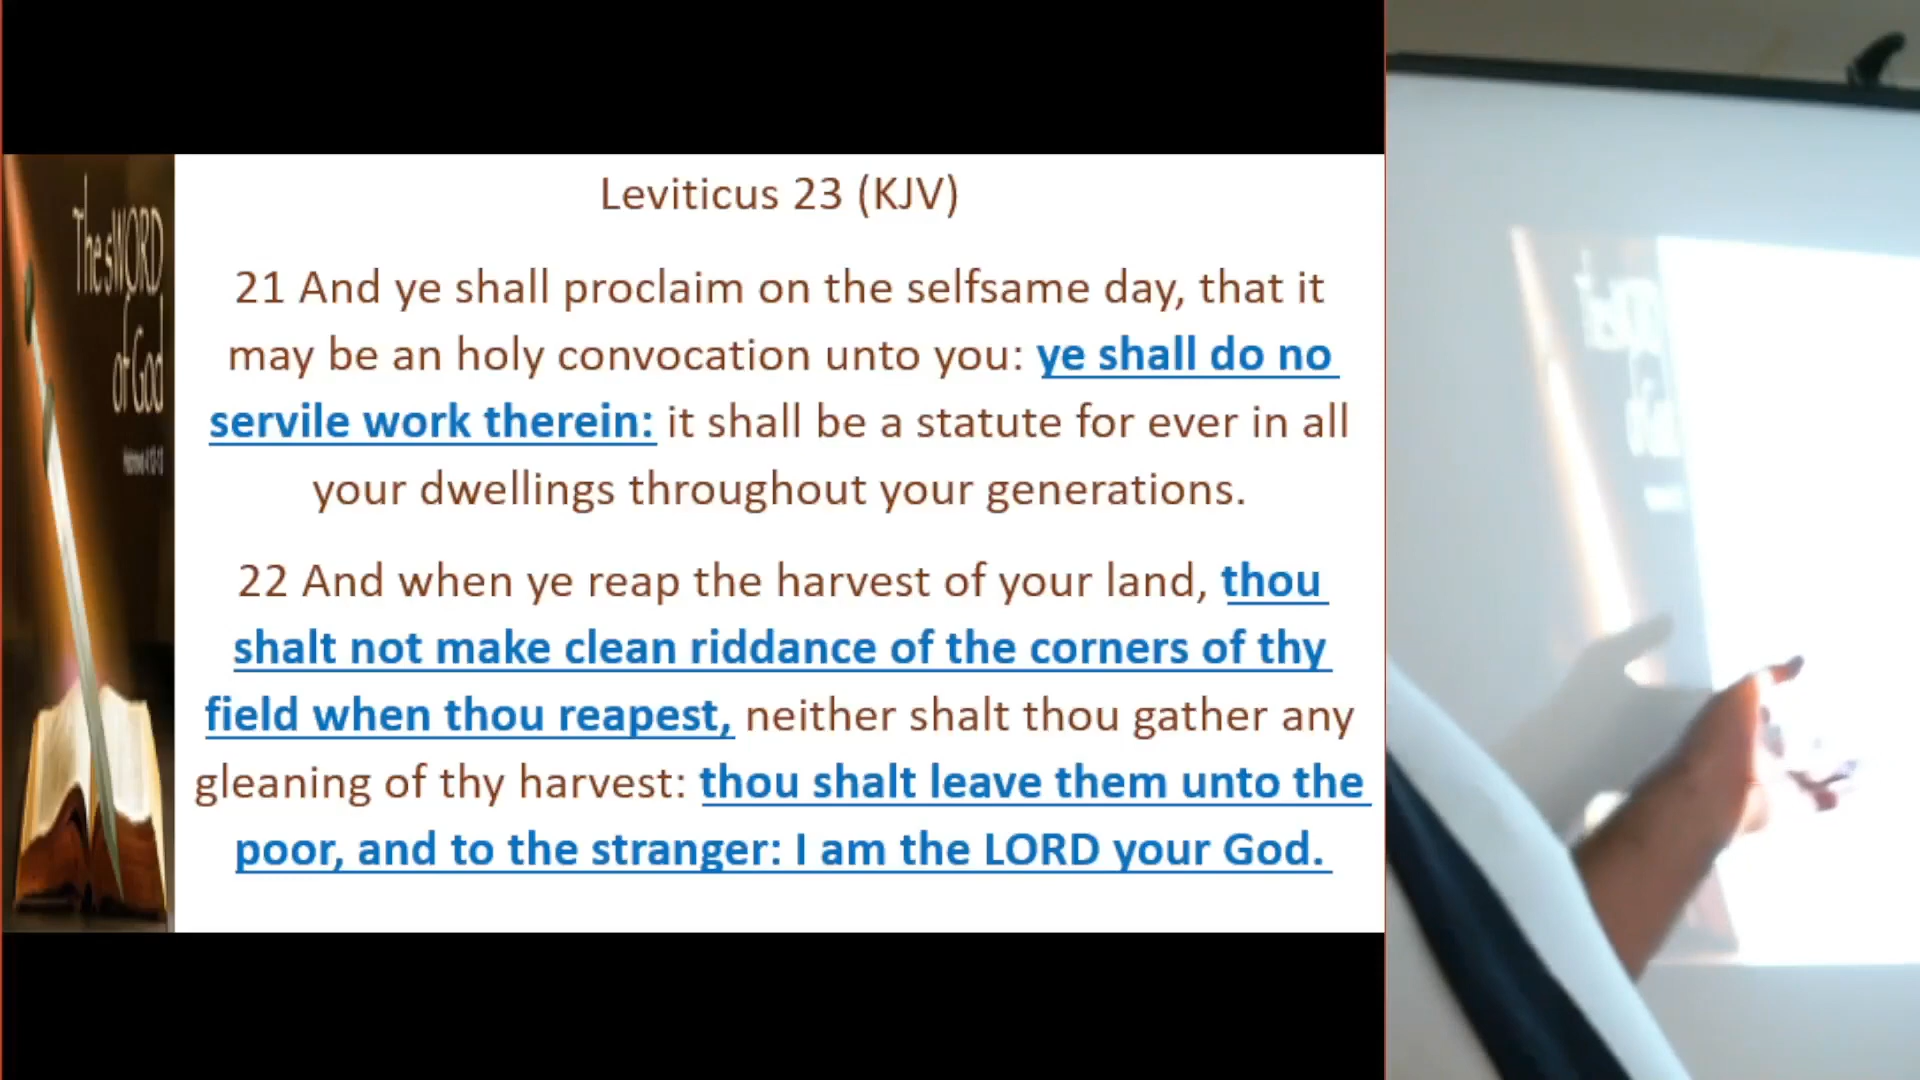 The sWORD
of God
Leviticus 23 (KJV)
21 And ye shall proclaim on the selfsame day, that it
may be an holy convocation unto you: ye shall do no
servile work therein: it shall be a statute for ever in all
your dwellings throughout your generations.
22 And when ye reap the harvest of your land, thou
shalt not make clean riddance of the corners of thy
field when thou reapest, neither shalt thou gather any
gleaning of thy harvest: thou shalt leave them unto the
poor, and to the stranger: I am the LORD your God.